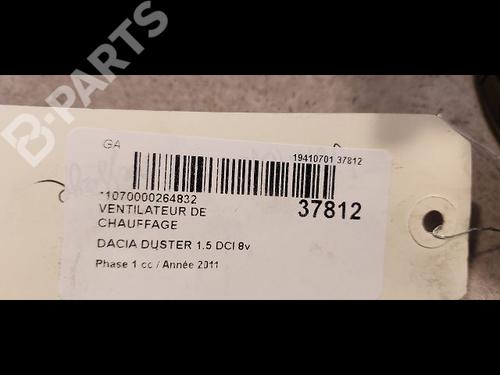 B-PARTS
GA
19410701 37812
*1070000264832
37812
VENTILATEUR DE
CHAUFFAGE
DACIA DUSTER 1.5 DCI 8v
Phase 1 cc / Année 2011